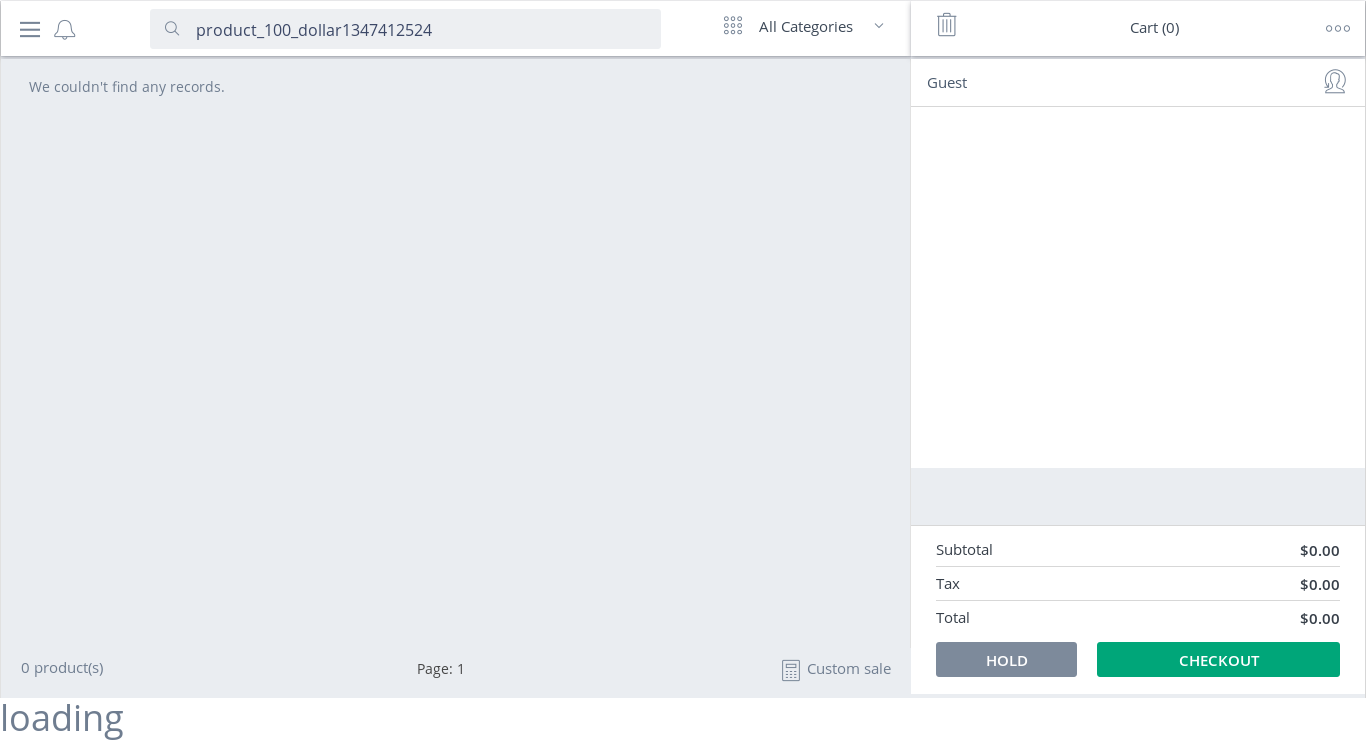 product_100_dollar1347412524
All Categories
Cart (0)
We couldn't find any records.
Guest
Subtotal
$0.00
Tax
$0.00
Total
$0.00
HOLD
CHECKOUT
0 product(s)
Page: 1
Custom sale
loading